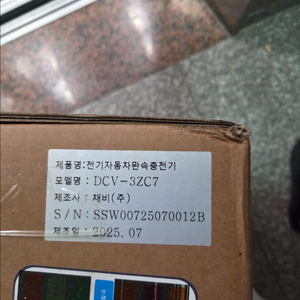 제품명:전기자동차완속충전기
모델명 : DCV-3ZC7
제조사 : 채비(주)
S / N : SSW00725070012B
제조일 : 2025.07